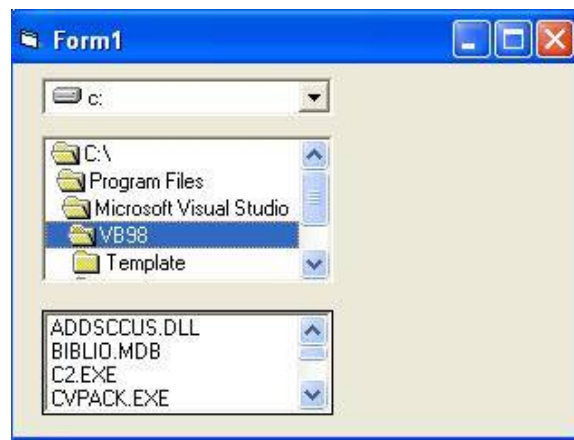 Form1
c:
C:\
Program Files
Microsoft Visual Studio
VB98
Template
ADDSCCUS.DLL
BIBLIO.MDB
C2.EXE
CVPACK.EXE